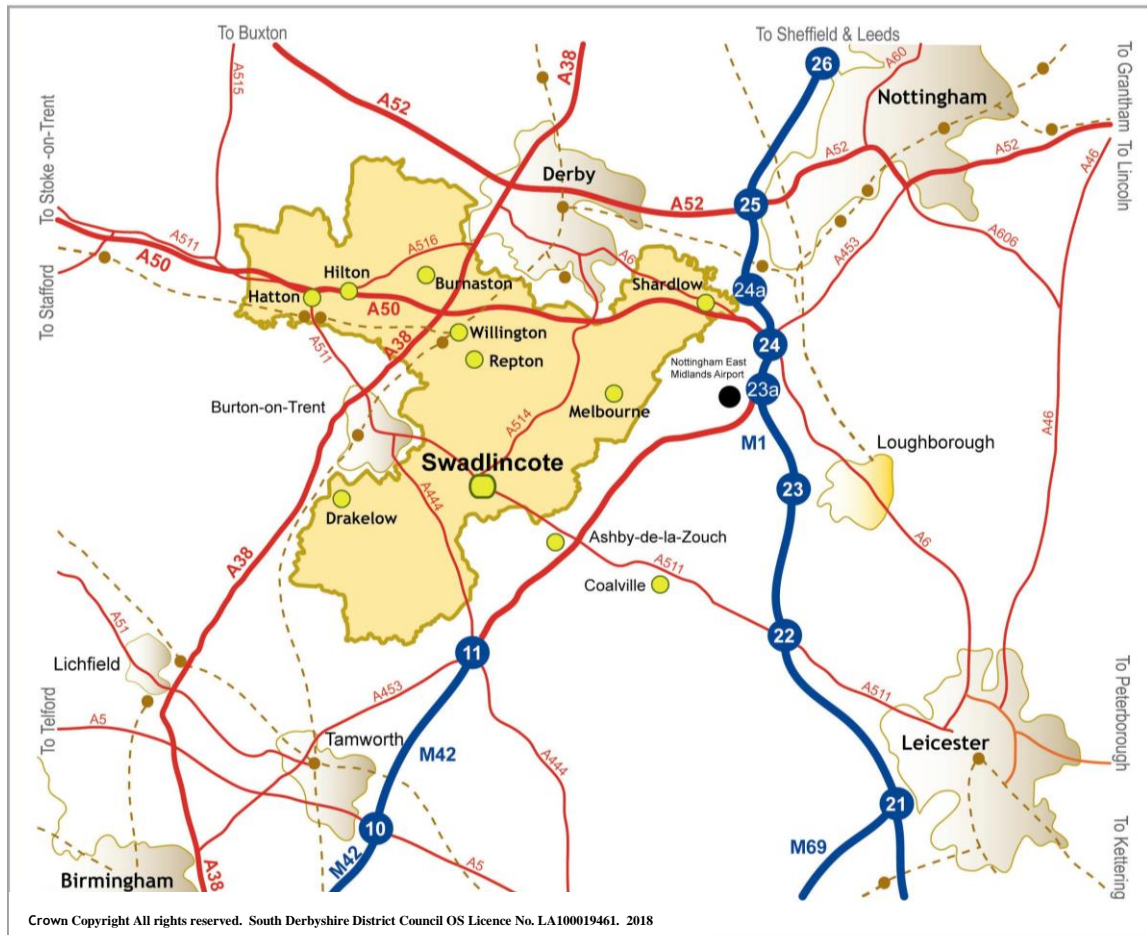 To Buxton
To Sheffield & Leeds
A38
26
A60
To Grantham
To Lincoln
A515
A52
Nottingham
To Stoke -on-Trent
Derby
A52
A52
A46
A52
25
A511
A516
A6
A453
A606
A50
Hilton
Burnaston
Shardlow
24a
Hatton
A50
To Stafford
Willington
A38
24
A511
Repton
Nottingham East
Midlands Airport
23a
Burton-on-Trent
Melbourne
A514
M1
A46
Loughborough
Swadlincote
23
A444
Drakelow
A6
Ashby-de-la-Zouch
A38
A511
Coalville
A51
22
11
Lichfield
A453
A511
To Peterborough
To Telford
A5
Tamworth
Leicester
M42
A444
21
10
M69
To Kettering
M42
A5
Birmingham
A38
Crown Copyright All rights reserved. South Derbyshire District Council OS Licence No. LA100019461. 2018